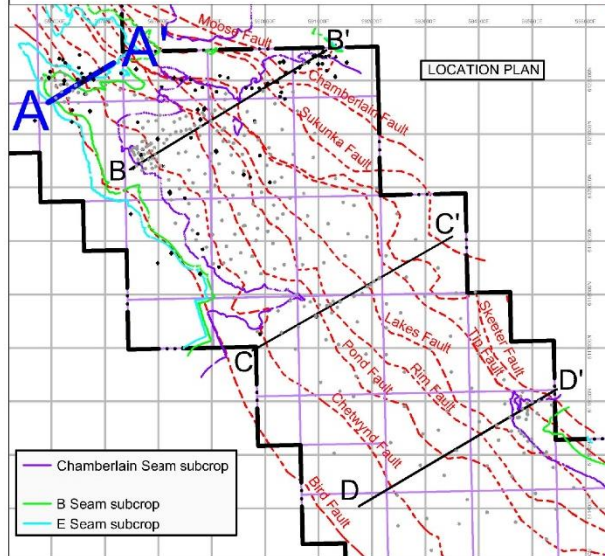 Moose Fault
B'
LOCATION PLAN
A'
Chamberlain Fault
A
Sukunka Fault
B
C'
Lakes Fault
Skeeter Fault
Tip Fault
C
Pond Fault
Rim Fault
D'
Chetwynd Fault
Chamberlain Seam subcrop
Bird Fault
D
B Seam subcrop
E Seam subcrop